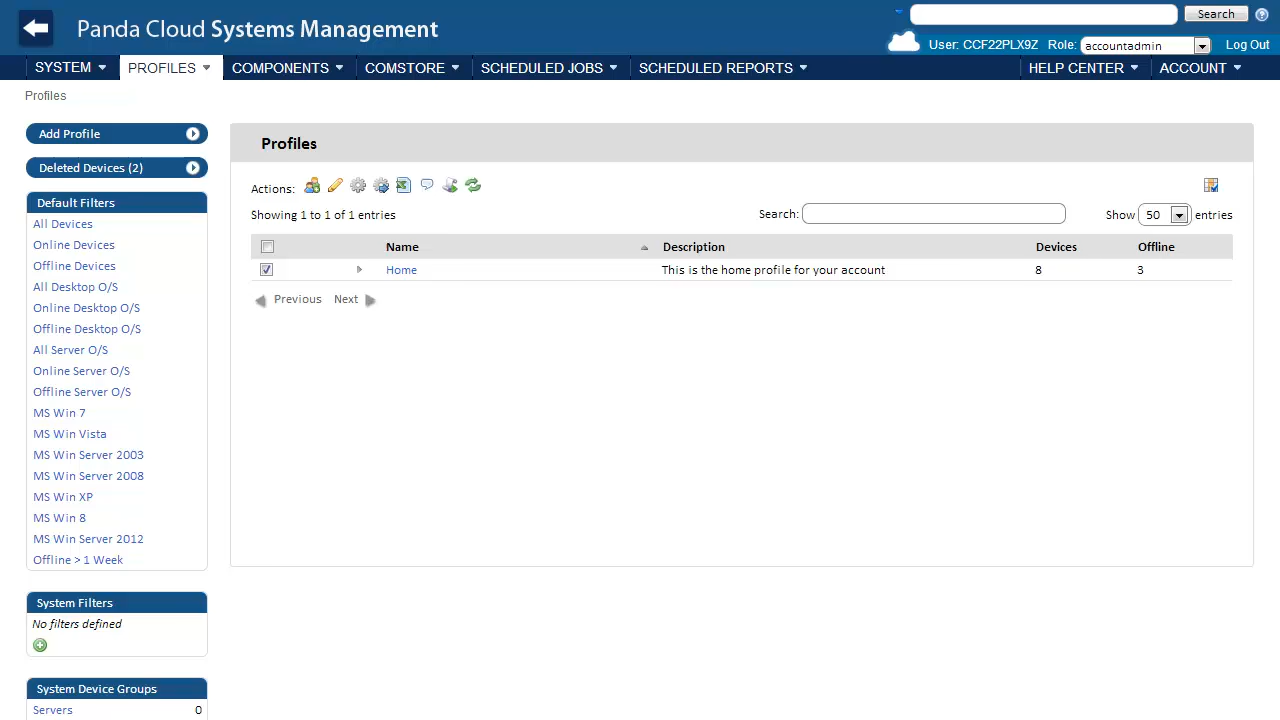 Panda Cloud Systems Management
Search
User: CCF22PLX9Z Role: accountadmin Log Out
SYSTEM PROFILES COMPONENTS COMSTORE SCHEDULED JOBS SCHEDULED REPORTS HELP CENTER ACCOUNT
Profiles
Add Profile
Deleted Devices (2)
Default Filters
All Devices
Online Devices
Offline Devices
All Desktop O/S
Online Desktop O/S
Offline Desktop O/S
All Server O/S
Online Server O/S
Offline Server O/S
MS Win 7
MS Win Vista
MS Win Server 2003
MS Win Server 2008
MS Win XP
MS Win 8
MS Win Server 2012
Offline > 1 Week
System Filters
No filters defined
System Device Groups
Servers 0
Profiles
Actions:
Showing 1 to 1 of 1 entries Search: Show 50 entries
Name Description Devices Offline
Home This is the home profile for your account 8 3
Previous Next